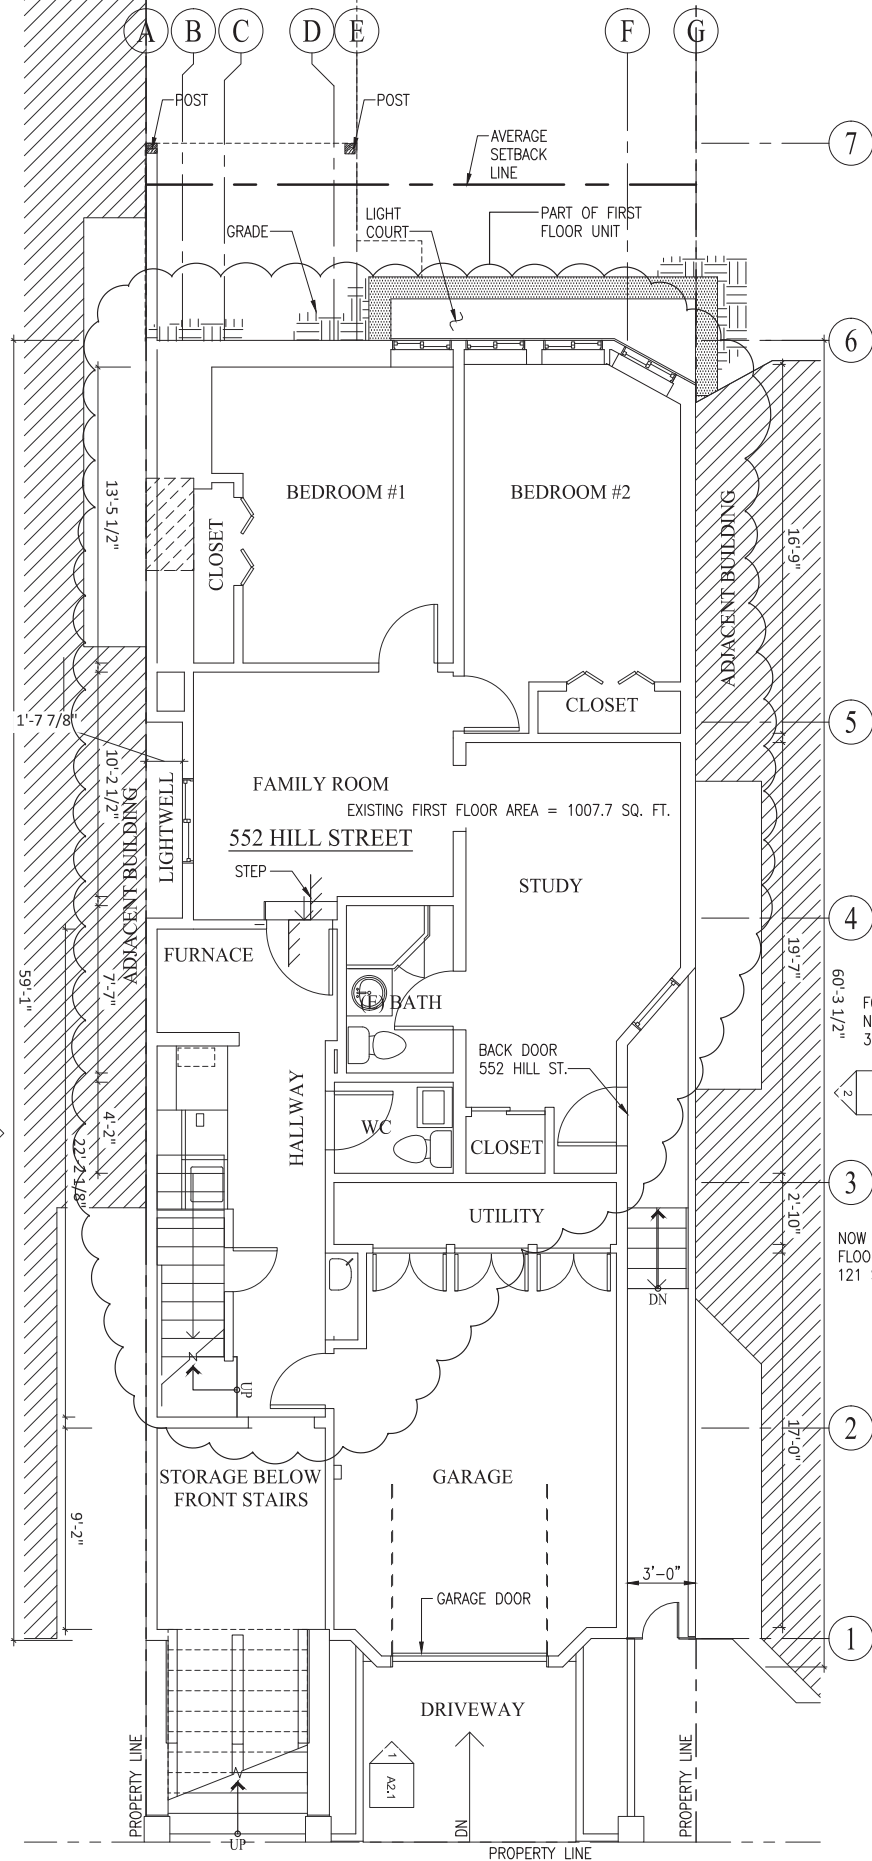 A
B
C
D
E
F
G
POST
POST
7
AVERAGE
SETBACK
LINE
LIGHT
COURT
PART OF FIRST
FLOOR UNIT
GRADE
6
BEDROOM #1
BEDROOM #2
13'-5 1/2"
CLOSET
ADJACENT BUILDING
16'-9"
CLOSET
1'-7 7/8"
5
10'-2 1/2"
LIGHTWELL
FAMILY ROOM
EXISTING FIRST FLOOR AREA = 1007.7 SQ. FT.
552 HILL STREET
STEP
STUDY
ADJACENT BUILDING
4
FURNACE
59'-1"
7'-7"
19'-7"
60'-3 1/2"
(E) BATH
BACK DOOR
552 HILL ST.
2
HALLWAY
4'-2"
WC
CLOSET
22'-2 1/8"
3
2'-10"
UTILITY
NOW
121
DN
UP
2
17'-0"
STORAGE BELOW
FRONT STAIRS
GARAGE
9'-2"
3'-0"
GARAGE DOOR
1
DRIVEWAY
1
A2.1
PROPERTY LINE
PROPERTY LINE
DN
UP
PROPERTY LINE